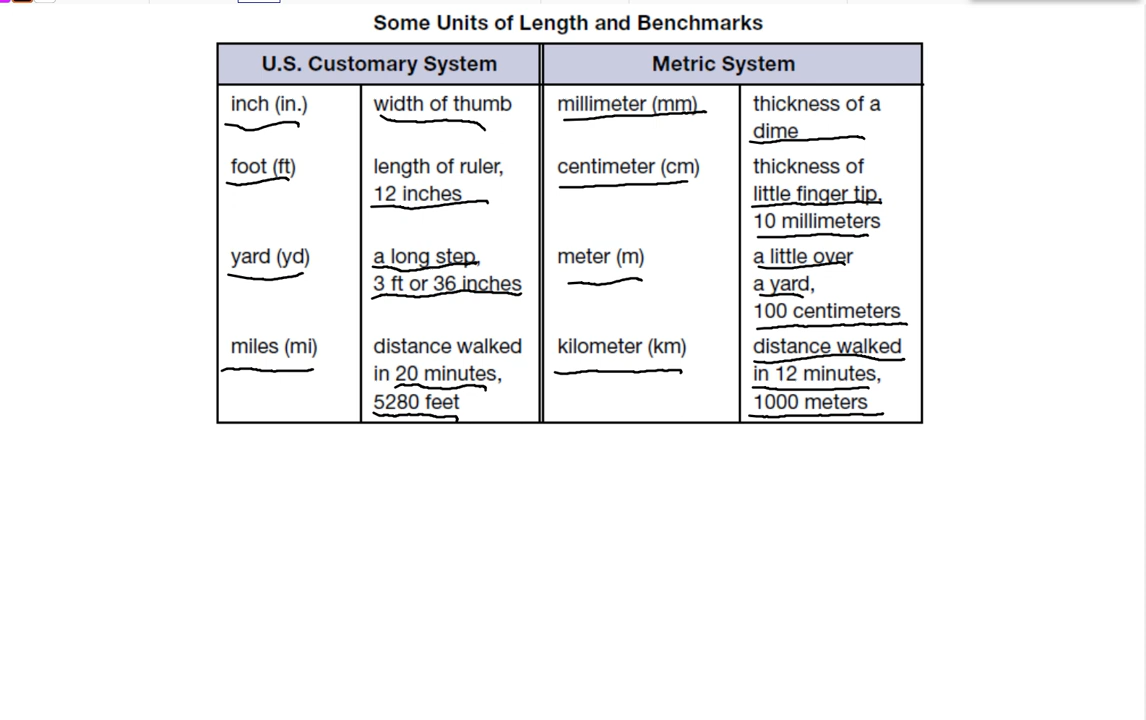 Some Units of Length and Benchmarks
U.S. Customary System
Metric System
inch (in.)
width of thumb
millimeter (mm)
thickness of a
dime
foot (ft)
length of ruler,
12 inches
centimeter (cm)
thickness of
little finger tip,
10 millimeters
yard (yd)
a long step,
3 ft or 36 inches
meter (m)
a little over
a yard,
100 centimeters
miles (mi)
distance walked
in 20 minutes,
5280 feet
kilometer (km)
distance walked
in 12 minutes,
1000 meters